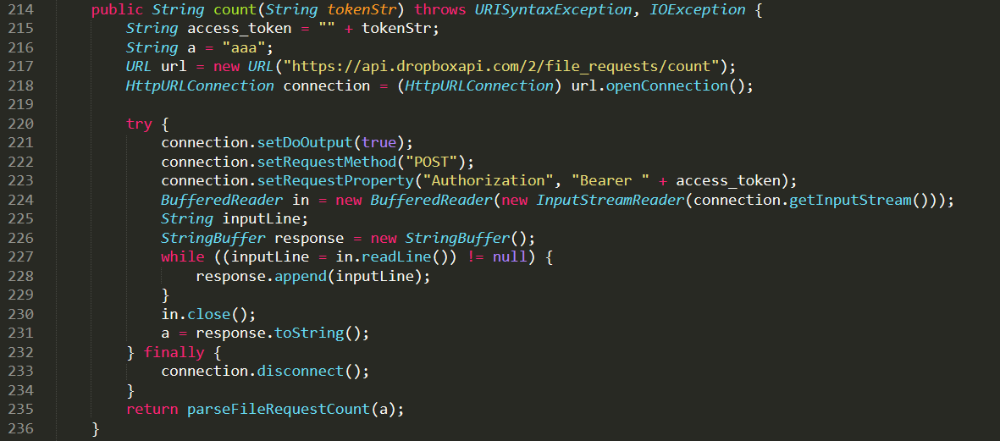 214 public String count(String tokenStr) throws URISyntaxException, IOException {
215 String access_token = "" + tokenStr;
216 String a = "aaa";
217 URL url = new URL("https://api.dropboxapi.com/2/file_requests/count");
218 HttpURLConnection connection = (HttpURLConnection) url.openConnection();
219
220 try {
221 connection.setDoOutput(true);
222 connection.setRequestMethod("POST");
223 connection.setRequestProperty("Authorization", "Bearer " + access_token);
224 BufferedReader in = new BufferedReader(new InputStreamReader(connection.getInputStream()));
225 String inputLine;
226 StringBuffer response = new StringBuffer();
227 while ((inputLine = in.readLine()) != null) {
228 response.append(inputLine);
229 }
230 in.close();
231 a = response.toString();
232 } finally {
233 connection.disconnect();
234 }
235 return parseFileRequestCount(a);
236 }